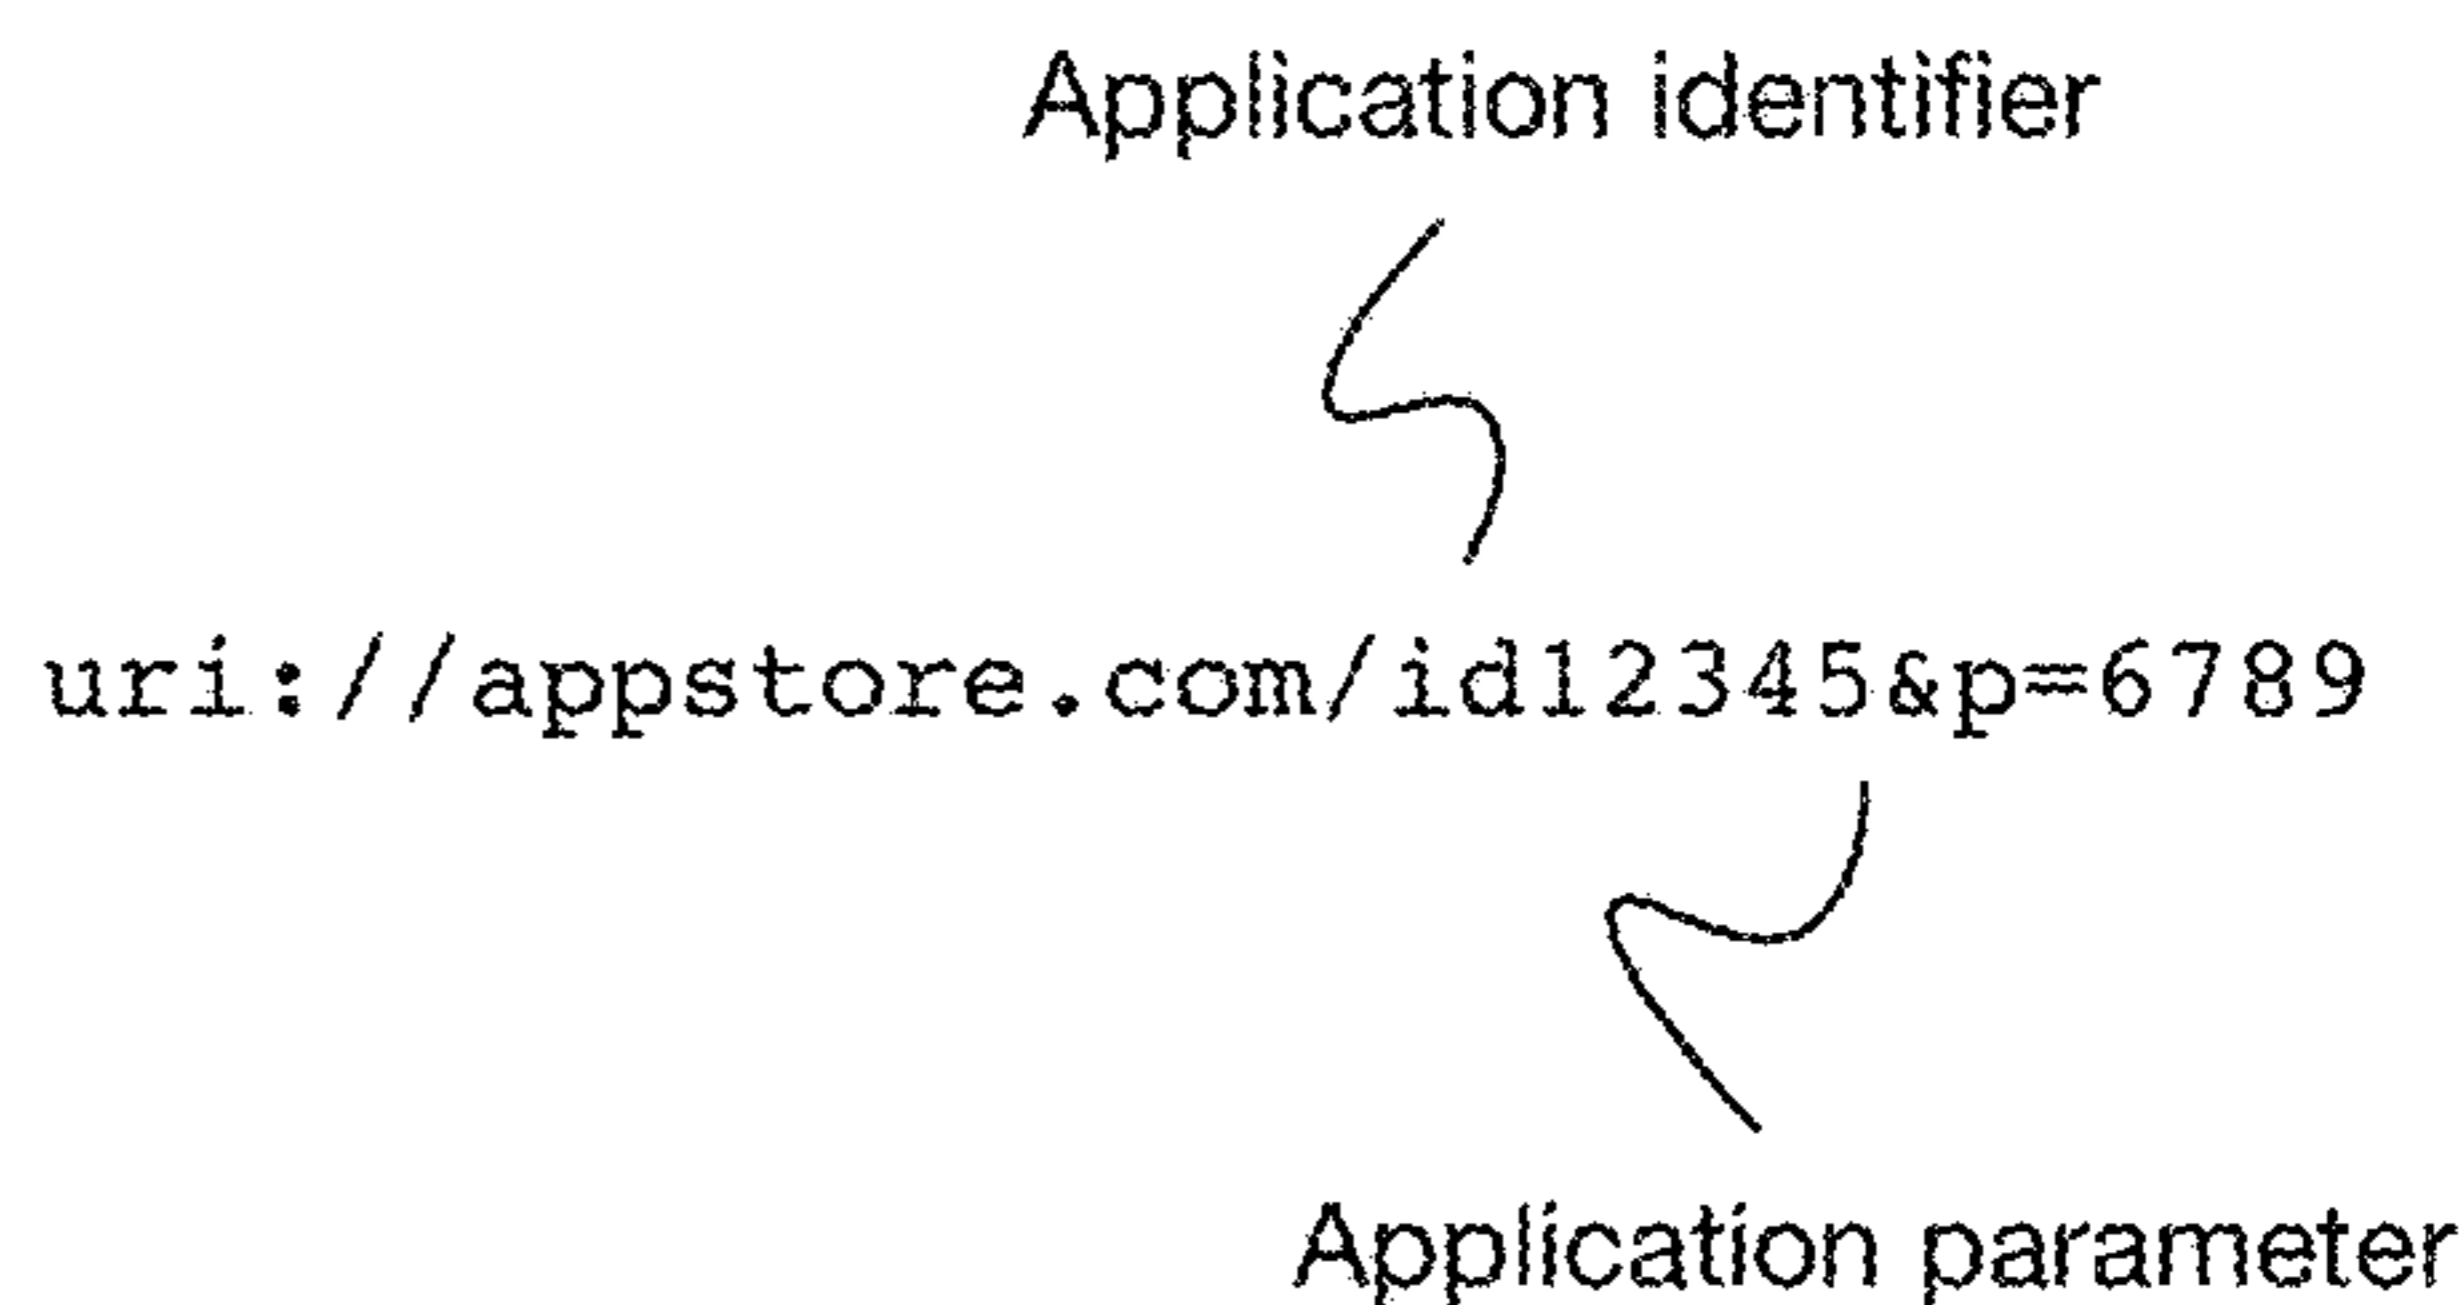 Application identifier
uri://appstore.com/id12345&p=6789
Application parameter